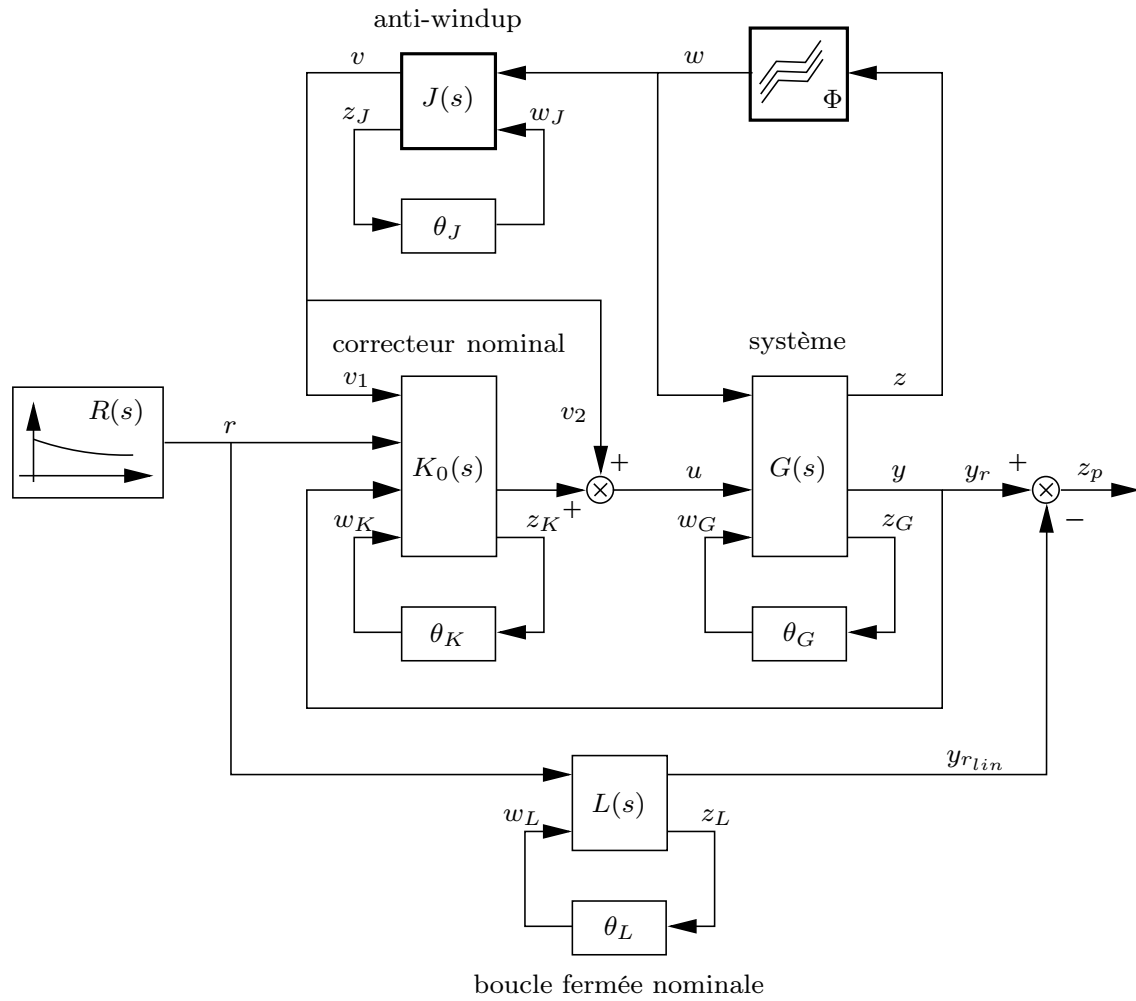 anti-windup
v
w
J(s)
z_J
w_J
Φ
θ_J
correcteur nominal
système
v_1
z
R(s)
r
v_2
+
K_0(s)
u
G(s)
y
y_r
+
z_p
w_K
z_K
+
w_G
z_G
−
θ_K
θ_G
y_{r_{lin}}
L(s)
w_L
z_L
θ_L
boucle fermée nominale